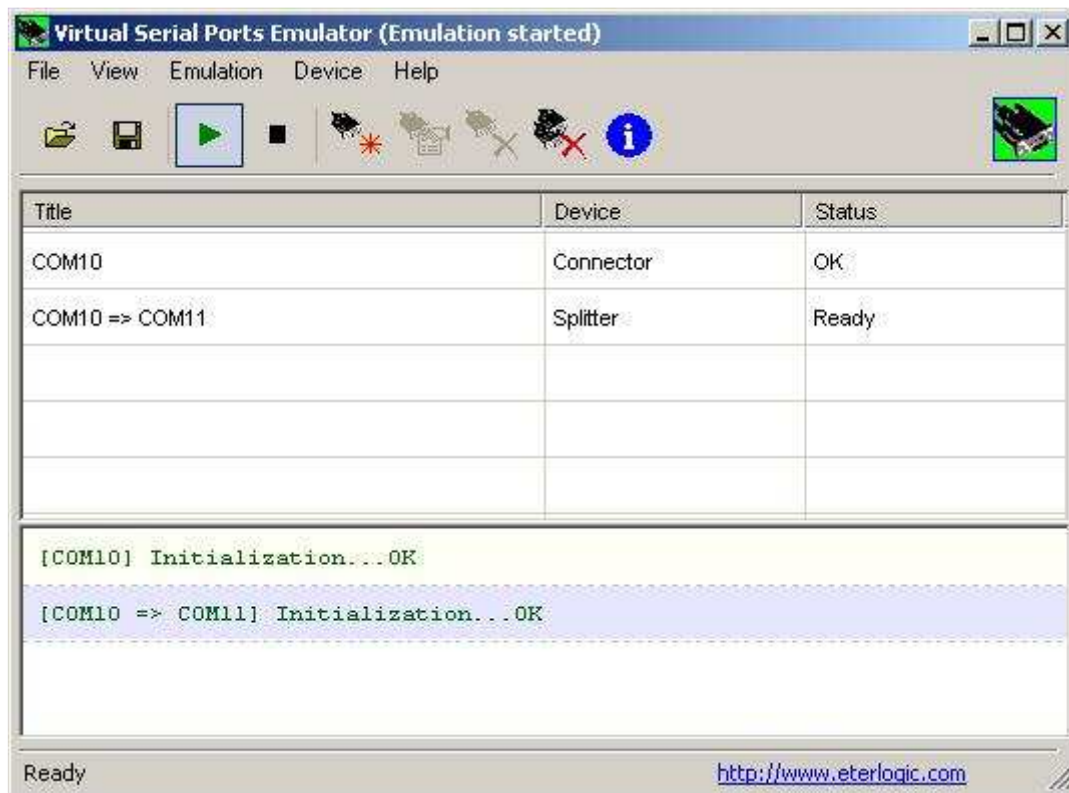 Virtual Serial Ports Emulator (Emulation started)
File View Emulation Device Help
Title Device Status
COM10 Connector OK
COM10 => COM11 Splitter Ready
[COM10] Initialization...OK
[COM10 => COM11] Initialization...OK
Ready http://www.eterlogic.com